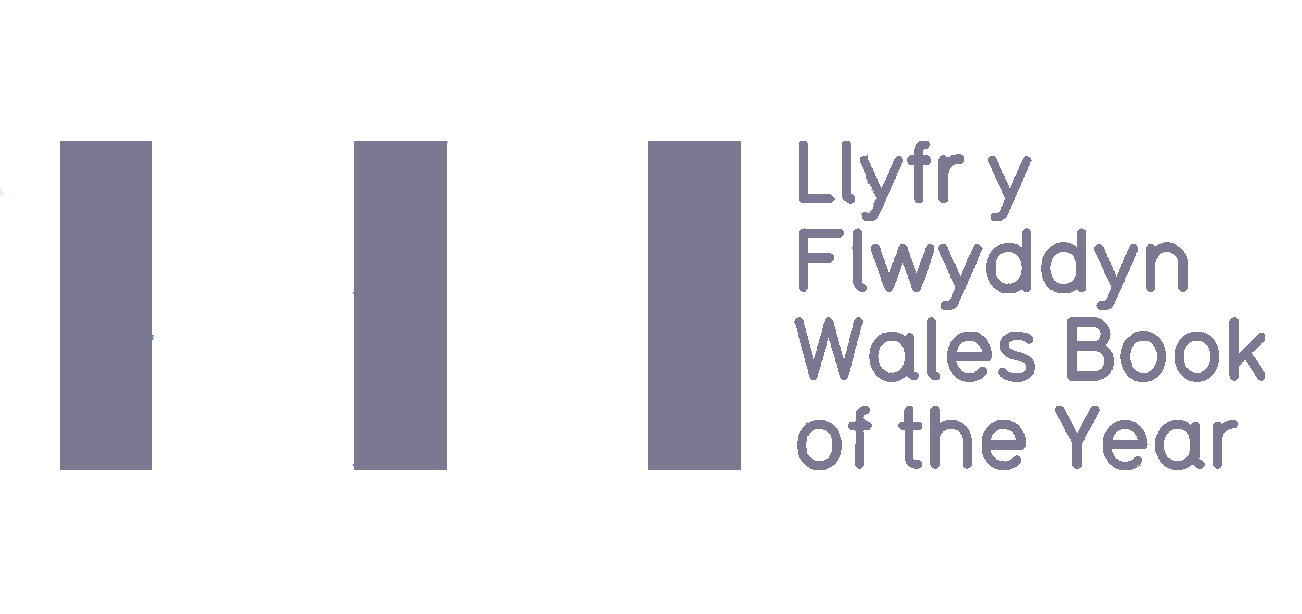 Llyfr y
Flwyddyn
Wales Book
of the Year